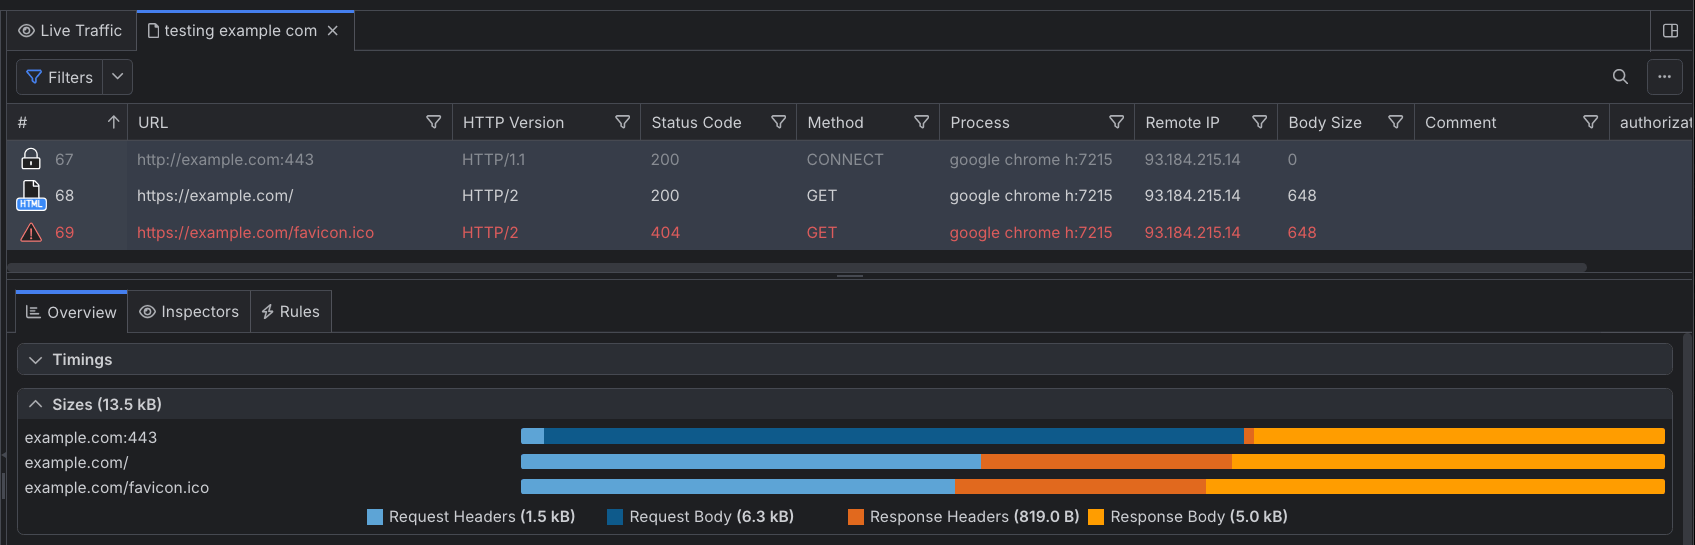 Live Traffic testing example com
Filters
# URL HTTP Version Status Code Method Process Remote IP Body Size Comment authorizat
67 http://example.com:443 HTTP/1.1 200 CONNECT google chrome h:7215 93.184.215.14 0
HTML 68 https://example.com/ HTTP/2 200 GET google chrome h:7215 93.184.215.14 648
69 https://example.com/favicon.ico HTTP/2 404 GET google chrome h:7215 93.184.215.14 648
Overview Inspectors Rules
Timings
Sizes (13.5 kB)
example.com:443
example.com/
example.com/favicon.ico
Request Headers (1.5 kB) Request Body (6.3 kB) Response Headers (819.0 B) Response Body (5.0 kB)